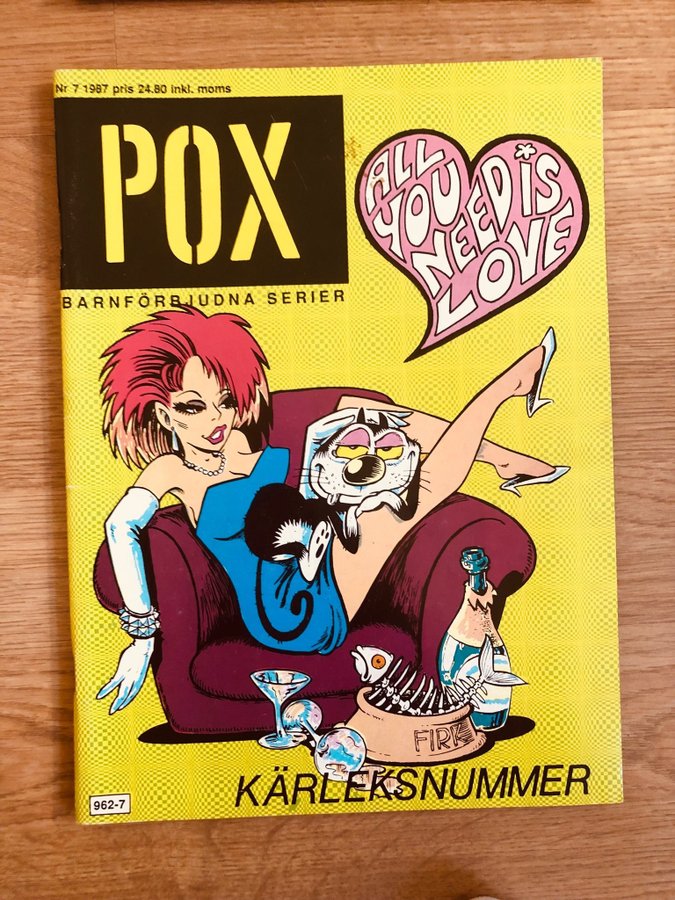 Nr 7 1987 pris 24.80 inkl. moms
POX
BARNFÖRBJUDNA SERIER
ALL
YOU
NEED IS
LOVE
FIRK
KÄRLEKSNUMMER
962-7